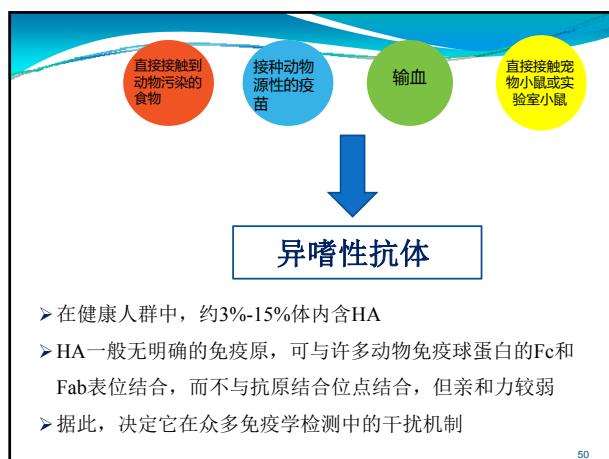 直接接触到
动物污染的
食物
接种动物
源性的疫
苗
输血
直接接触宠
物小鼠或实
验室小鼠
异嗜性抗体
➢在健康人群中，约3%-15%体内含HA
➢HA一般无明确的免疫原，可与许多动物免疫球蛋白的Fc和
Fab表位结合，而不与抗原结合位点结合，但亲和力较弱
➢据此，决定它在众多免疫学检测中的干扰机制
50